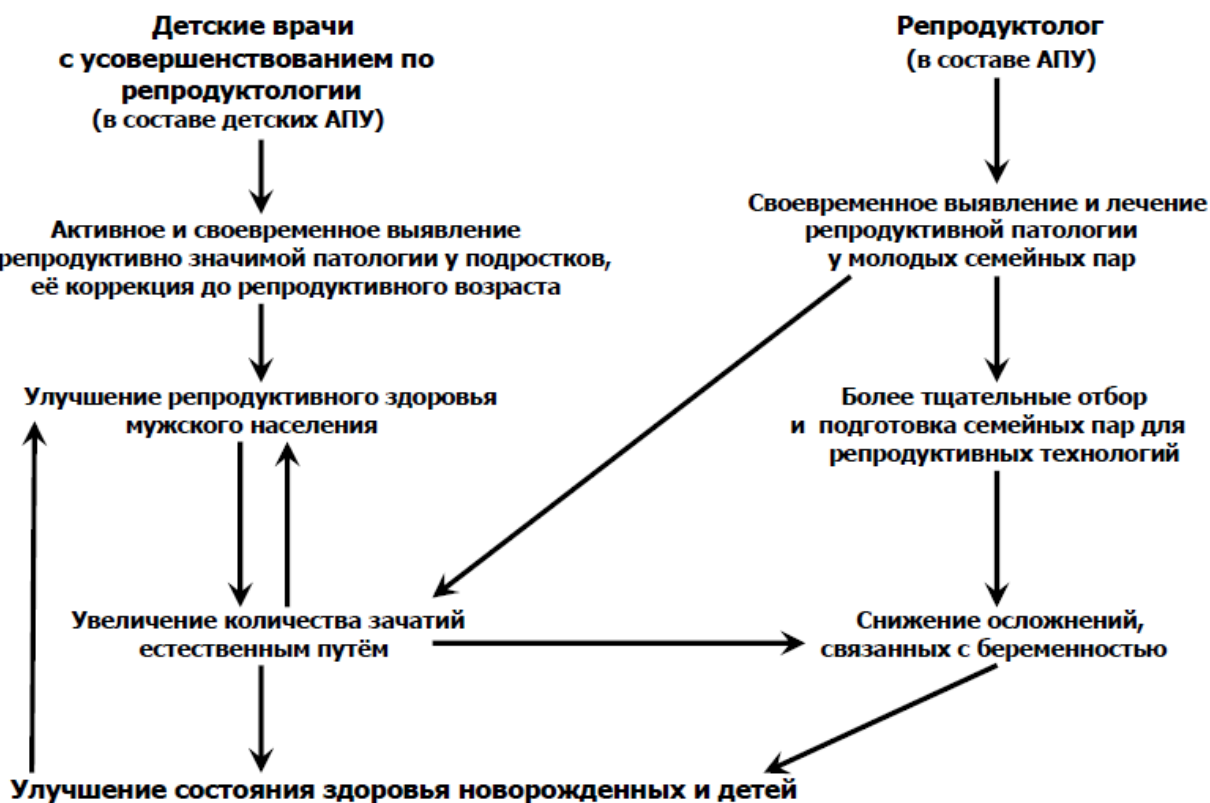 Детские врачи
с усовершенствованием по
репродуктологии
(в составе детских АПУ)
Репродуктолог
(в составе АПУ)
Активное и своевременное выявление
репродуктивно значимой патологии у подростков,
её коррекция до репродуктивного возраста
Своевременное выявление и лечение
репродуктивной патологии
у молодых семейных пар
Улучшение репродуктивного здоровья
мужского населения
Более тщательные отбор
и подготовка семейных пар для
репродуктивных технологий
Увеличение количества зачатий
естественным путём
Снижение осложнений,
связанных с беременностью
Улучшение состояния здоровья новорожденных и детей